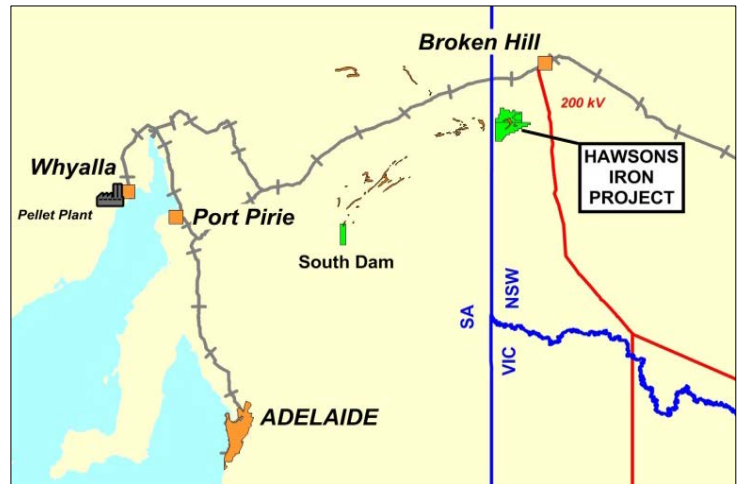 Broken Hill
200 kV
HAWSONS
IRON
PROJECT
Whyalla
Pellet Plant
Port Pirie
South Dam
SA
NSW
VIC
ADELAIDE